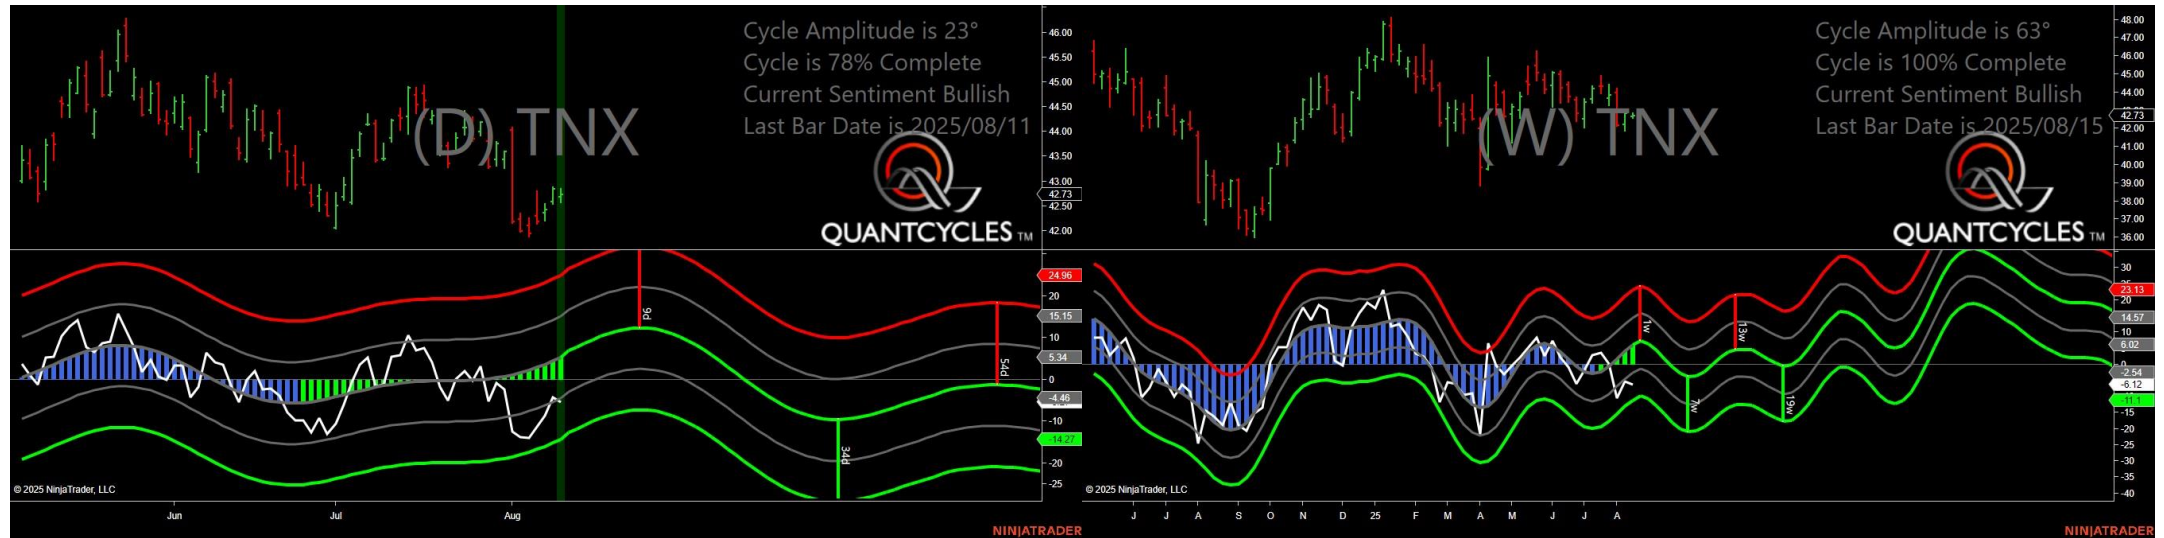 Cycle Amplitude is 23°
Cycle is 78% Complete
Current Sentiment Bullish
Last Bar Date is 2025/08/11
(D) TNX
QUANTCYCLES TM
46.00
45.50
45.00
44.50
44.00
43.50
43.00
42.73
42.50
42.00
24.96
20
15.15
10
5.34
0
-4.46
-10
-14.27
-20
-25
9d
34d
54d
© 2025 NinjaTrader, LLC
Jun Jul Aug
NINJATRADER
Cycle Amplitude is 63°
Cycle is 100% Complete
Current Sentiment Bullish
Last Bar Date is 2025/08/15
(W) TNX
QUANTCYCLES TM
48.00
47.00
46.00
45.00
44.00
42.73
42.00
41.00
40.00
39.00
38.00
37.00
36.00
30
23.13
20
14.57
10
6.02
0
-2.54
-6.12
-11.1
-15
-20
-25
-30
-35
-40
1w
7w
13w
19w
© 2025 NinjaTrader, LLC
J J A S O N D 25 F M A M J J A
NINJATRADER